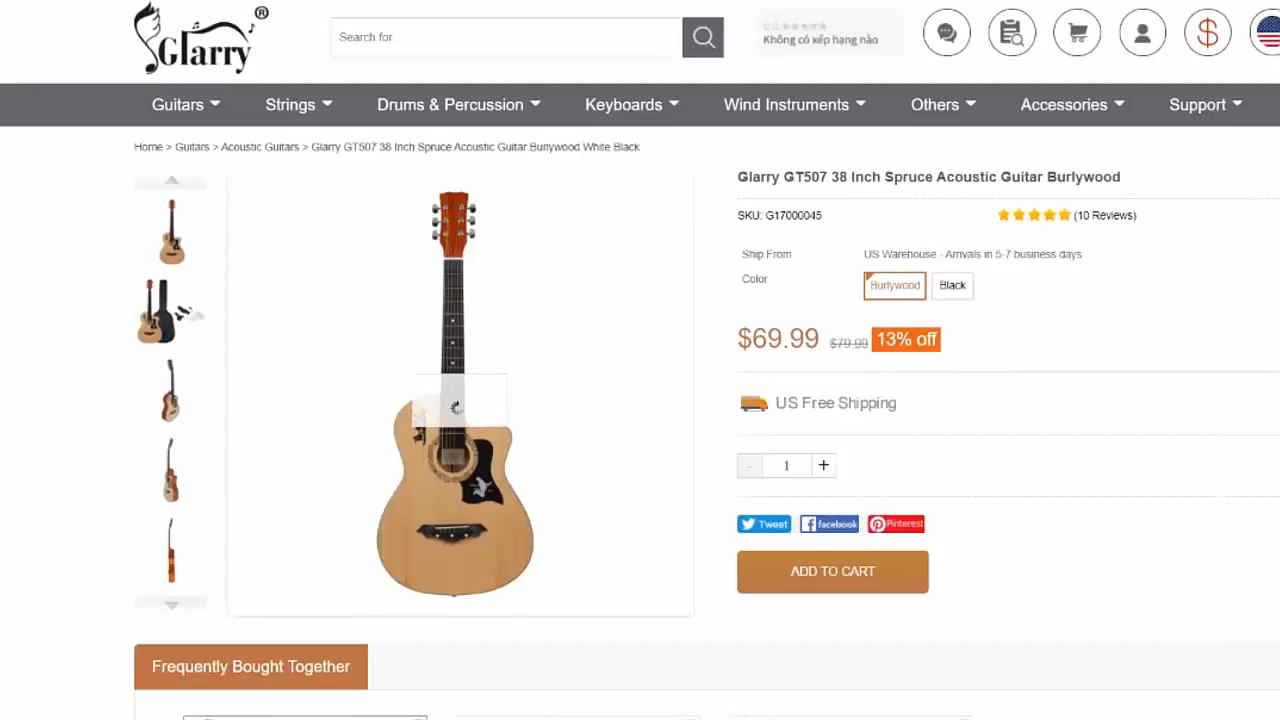 Glarry ®
Search for
0.0
Không có xếp hạng nào
Guitars Strings Drums & Percussion Keyboards Wind Instruments Others Accessories Support
Home > Guitars > Acoustic Guitars > Glarry GT507 38 Inch Spruce Acoustic Guitar Burlywood White Black
Glarry GT507 38 Inch Spruce Acoustic Guitar Burlywood
SKU: G17000045 (10 Reviews)
Ship From US Warehouse - Arrivals in 5-7 business days
Color Burlywood Black
$69.99 $79.99 13% off
US Free Shipping
- 1 +
Tweet facebook Pinterest
ADD TO CART
Frequently Bought Together